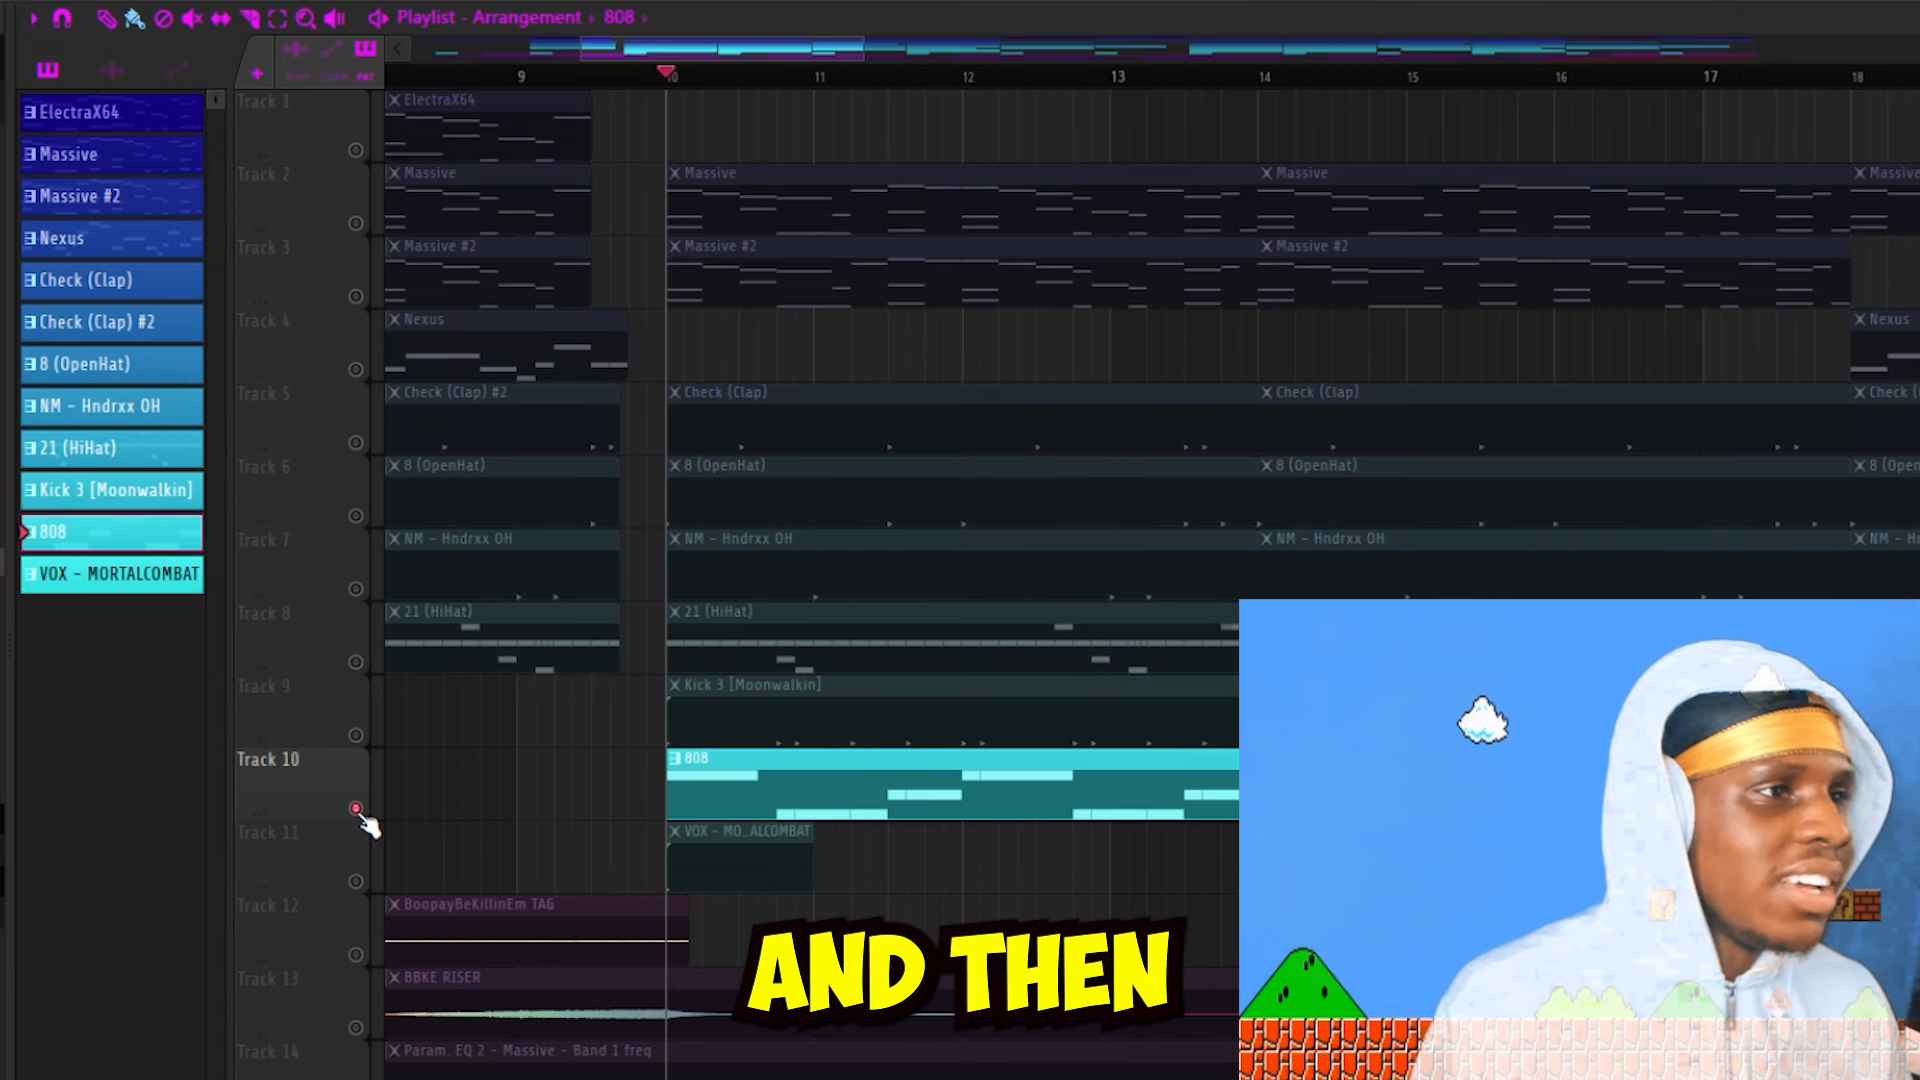 Playlist - Arrangement › 808 ›
9 10 11 12 13 14 15 16 17 18
ElectraX64
Massive
Massive #2
Nexus
Check (Clap)
Check (Clap) #2
8 (OpenHat)
NM - Hndrxx OH
21 (HiHat)
Kick 3 [Moonwalkin]
808
VOX - MORTALCOMBAT
PAT
Track 1 ElectraX64
Track 2 Massive Massive Massive Massive
Track 3 Massive #2 Massive #2 Massive #2
Track 4 Nexus Nexus
Track 5 Check (Clap) #2 Check (Clap) Check (Clap) Check (
Track 6 8 (OpenHat) 8 (OpenHat) 8 (OpenHat) 8 (Open
Track 7 NM - Hndrxx OH NM - Hndrxx OH NM - Hndrxx OH NM - H
Track 8 21 (HiHat) 21 (HiHat)
Track 9 Kick 3 [Moonwalkin]
Track 10 808
Track 11 VOX - MO..ALCOMBAT
Track 12 BoopayBeKillinEm TAG
Track 13 BBKE RISER
Track 14 Param. EQ 2 - Massive - Band 1 freq
AND THEN